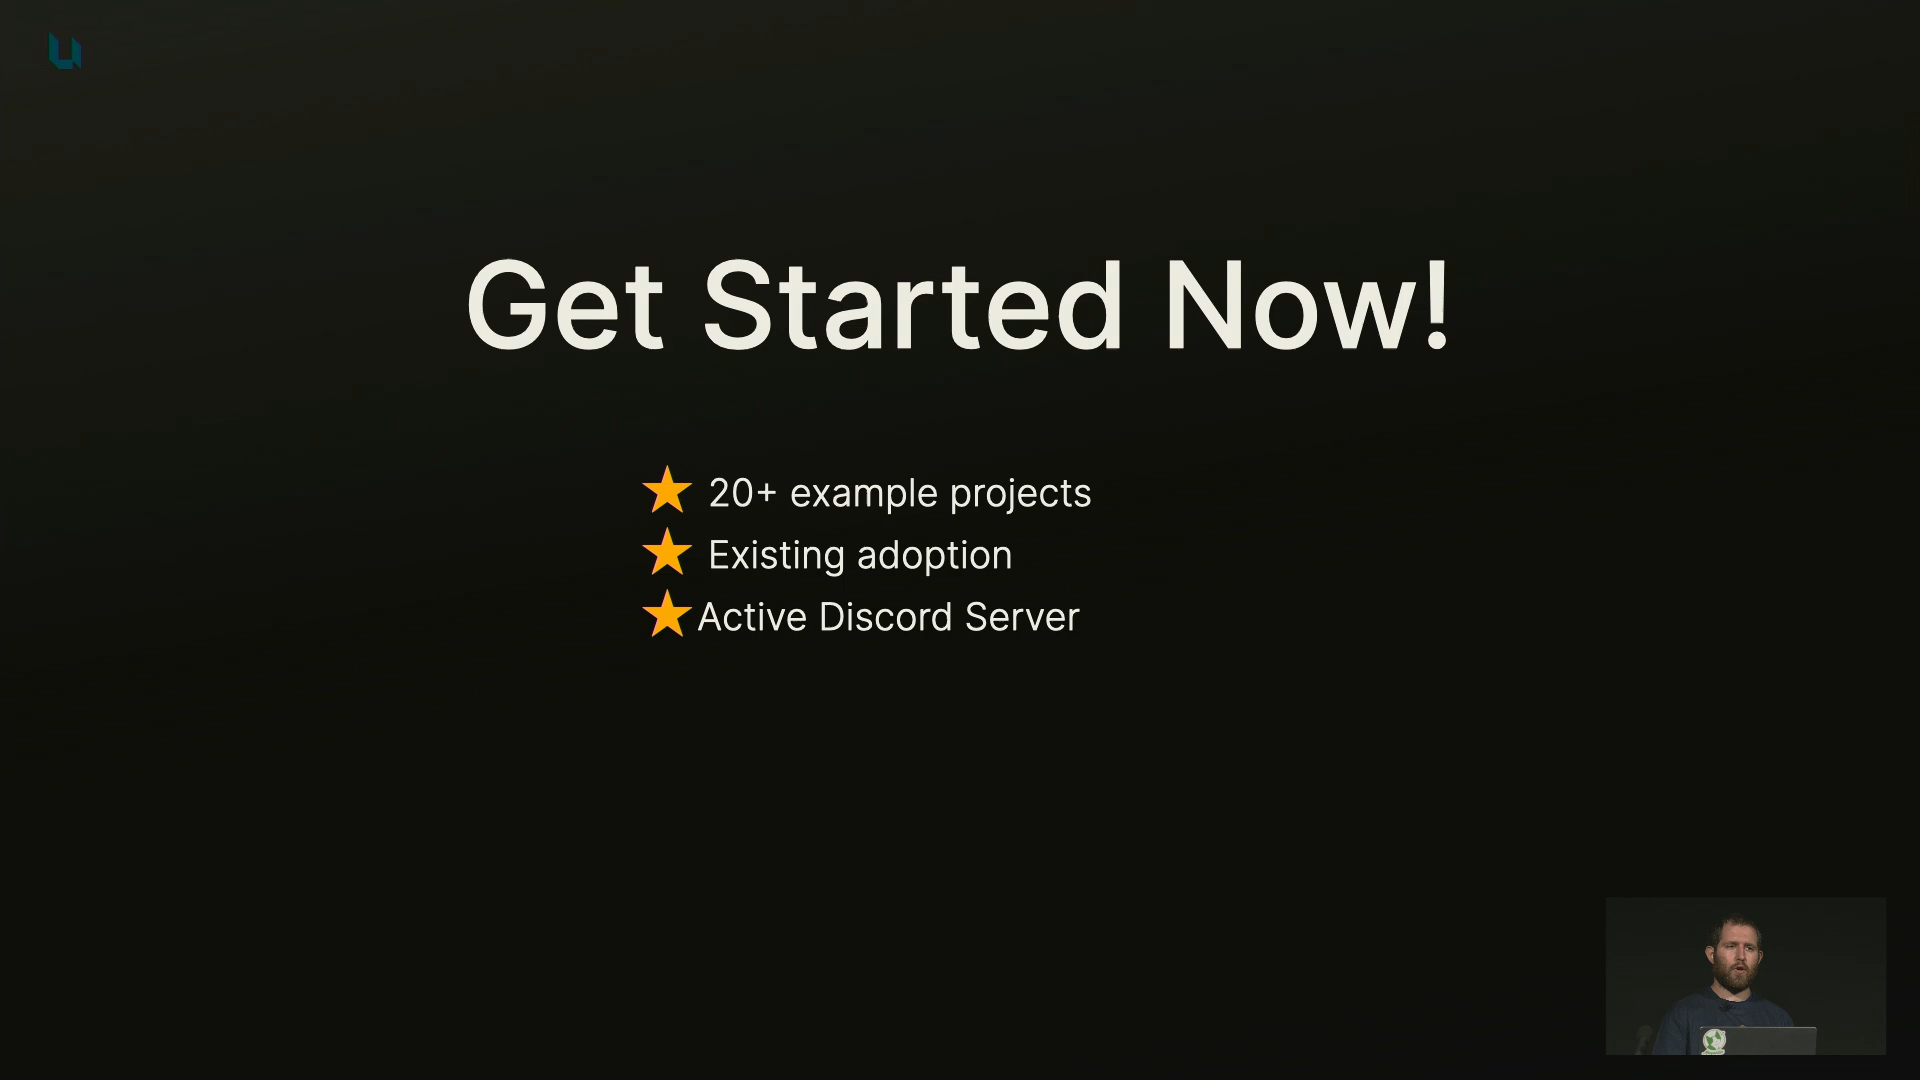 Get Started Now!
20+ example projects
Existing adoption
Active Discord Server